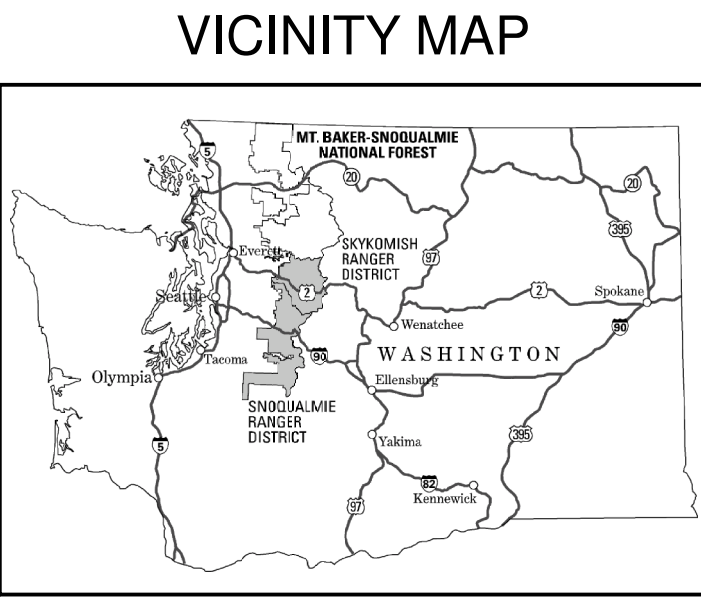 VICINITY MAP
MT. BAKER-SNOQUALMIE
NATIONAL FOREST
5
20
20
395
SKYKOMISH
RANGER
DISTRICT
Everett
97
2
2
Spokane
Seattle
90
Wenatchee
90
WASHINGTON
Tacoma
Olympia
Ellensburg
SNOQUALMIE
RANGER
DISTRICT
395
5
Yakima
82
Kennewick
97